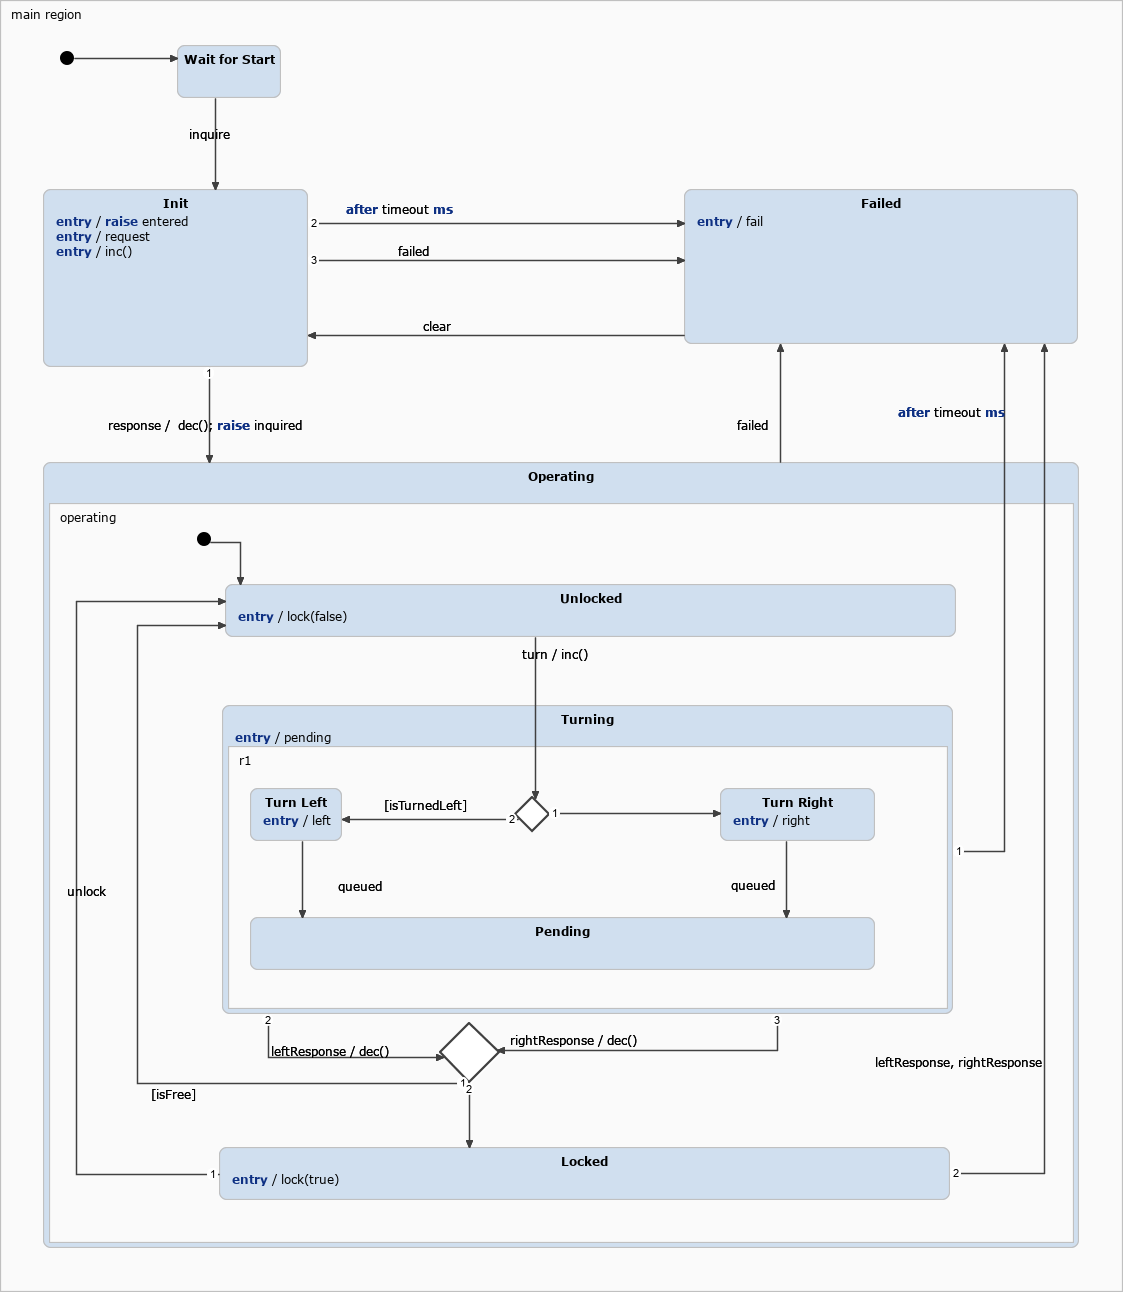 main region
Wait for Start
inquire
Init
entry / raise entered
entry / request
entry / inc()
2
after timeout ms
3
failed
clear
Failed
entry / fail
1
response /  dec(); raise inquired
failed
after timeout ms
Operating
operating
Unlocked
entry / lock(false)
turn / inc()
Turning
entry / pending
r1
Turn Left
entry / left
[isTurnedLeft]
2
1
Turn Right
entry / right
1
queued
queued
unlock
Pending
2
3
leftResponse / dec()
rightResponse / dec()
leftResponse, rightResponse
1
2
[isFree]
Locked
entry / lock(true)
1
2